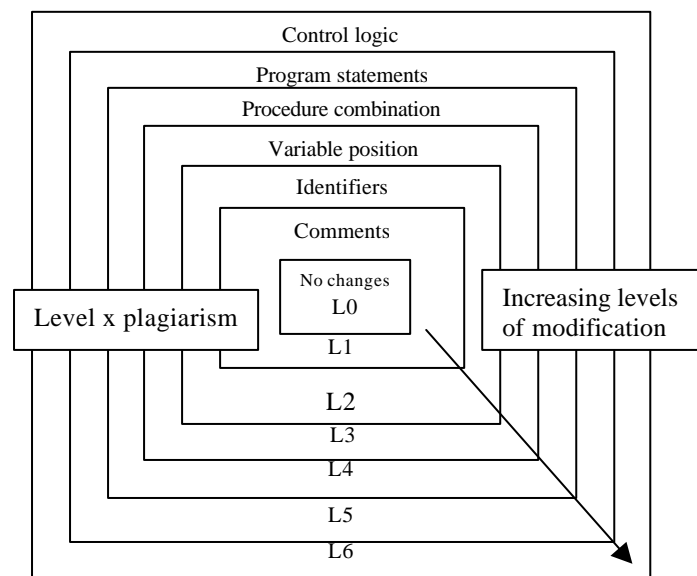 Control logic
Program statements
Procedure combination
Variable position
Identifiers
Comments
No changes
L0
Level x plagiarism
Increasing levels
of modification
L1
L2
L3
L4
L5
L6